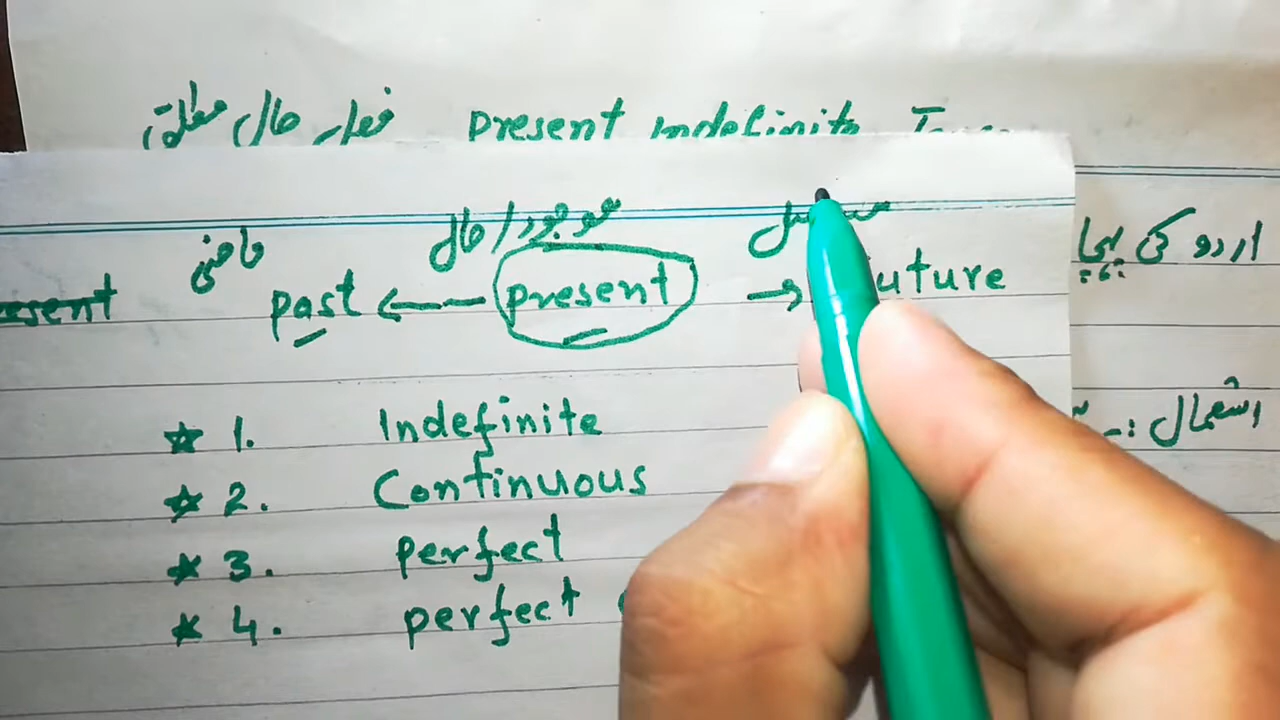 فعل حال مطلق Present Indefinite Tense
ماضی موجود/حال مستقبل
past ← present → future
★ 1. Indefinite
★ 2. Continuous
★ 3. perfect
★ 4. perfect
اردو کی پہچا
استعمال :-